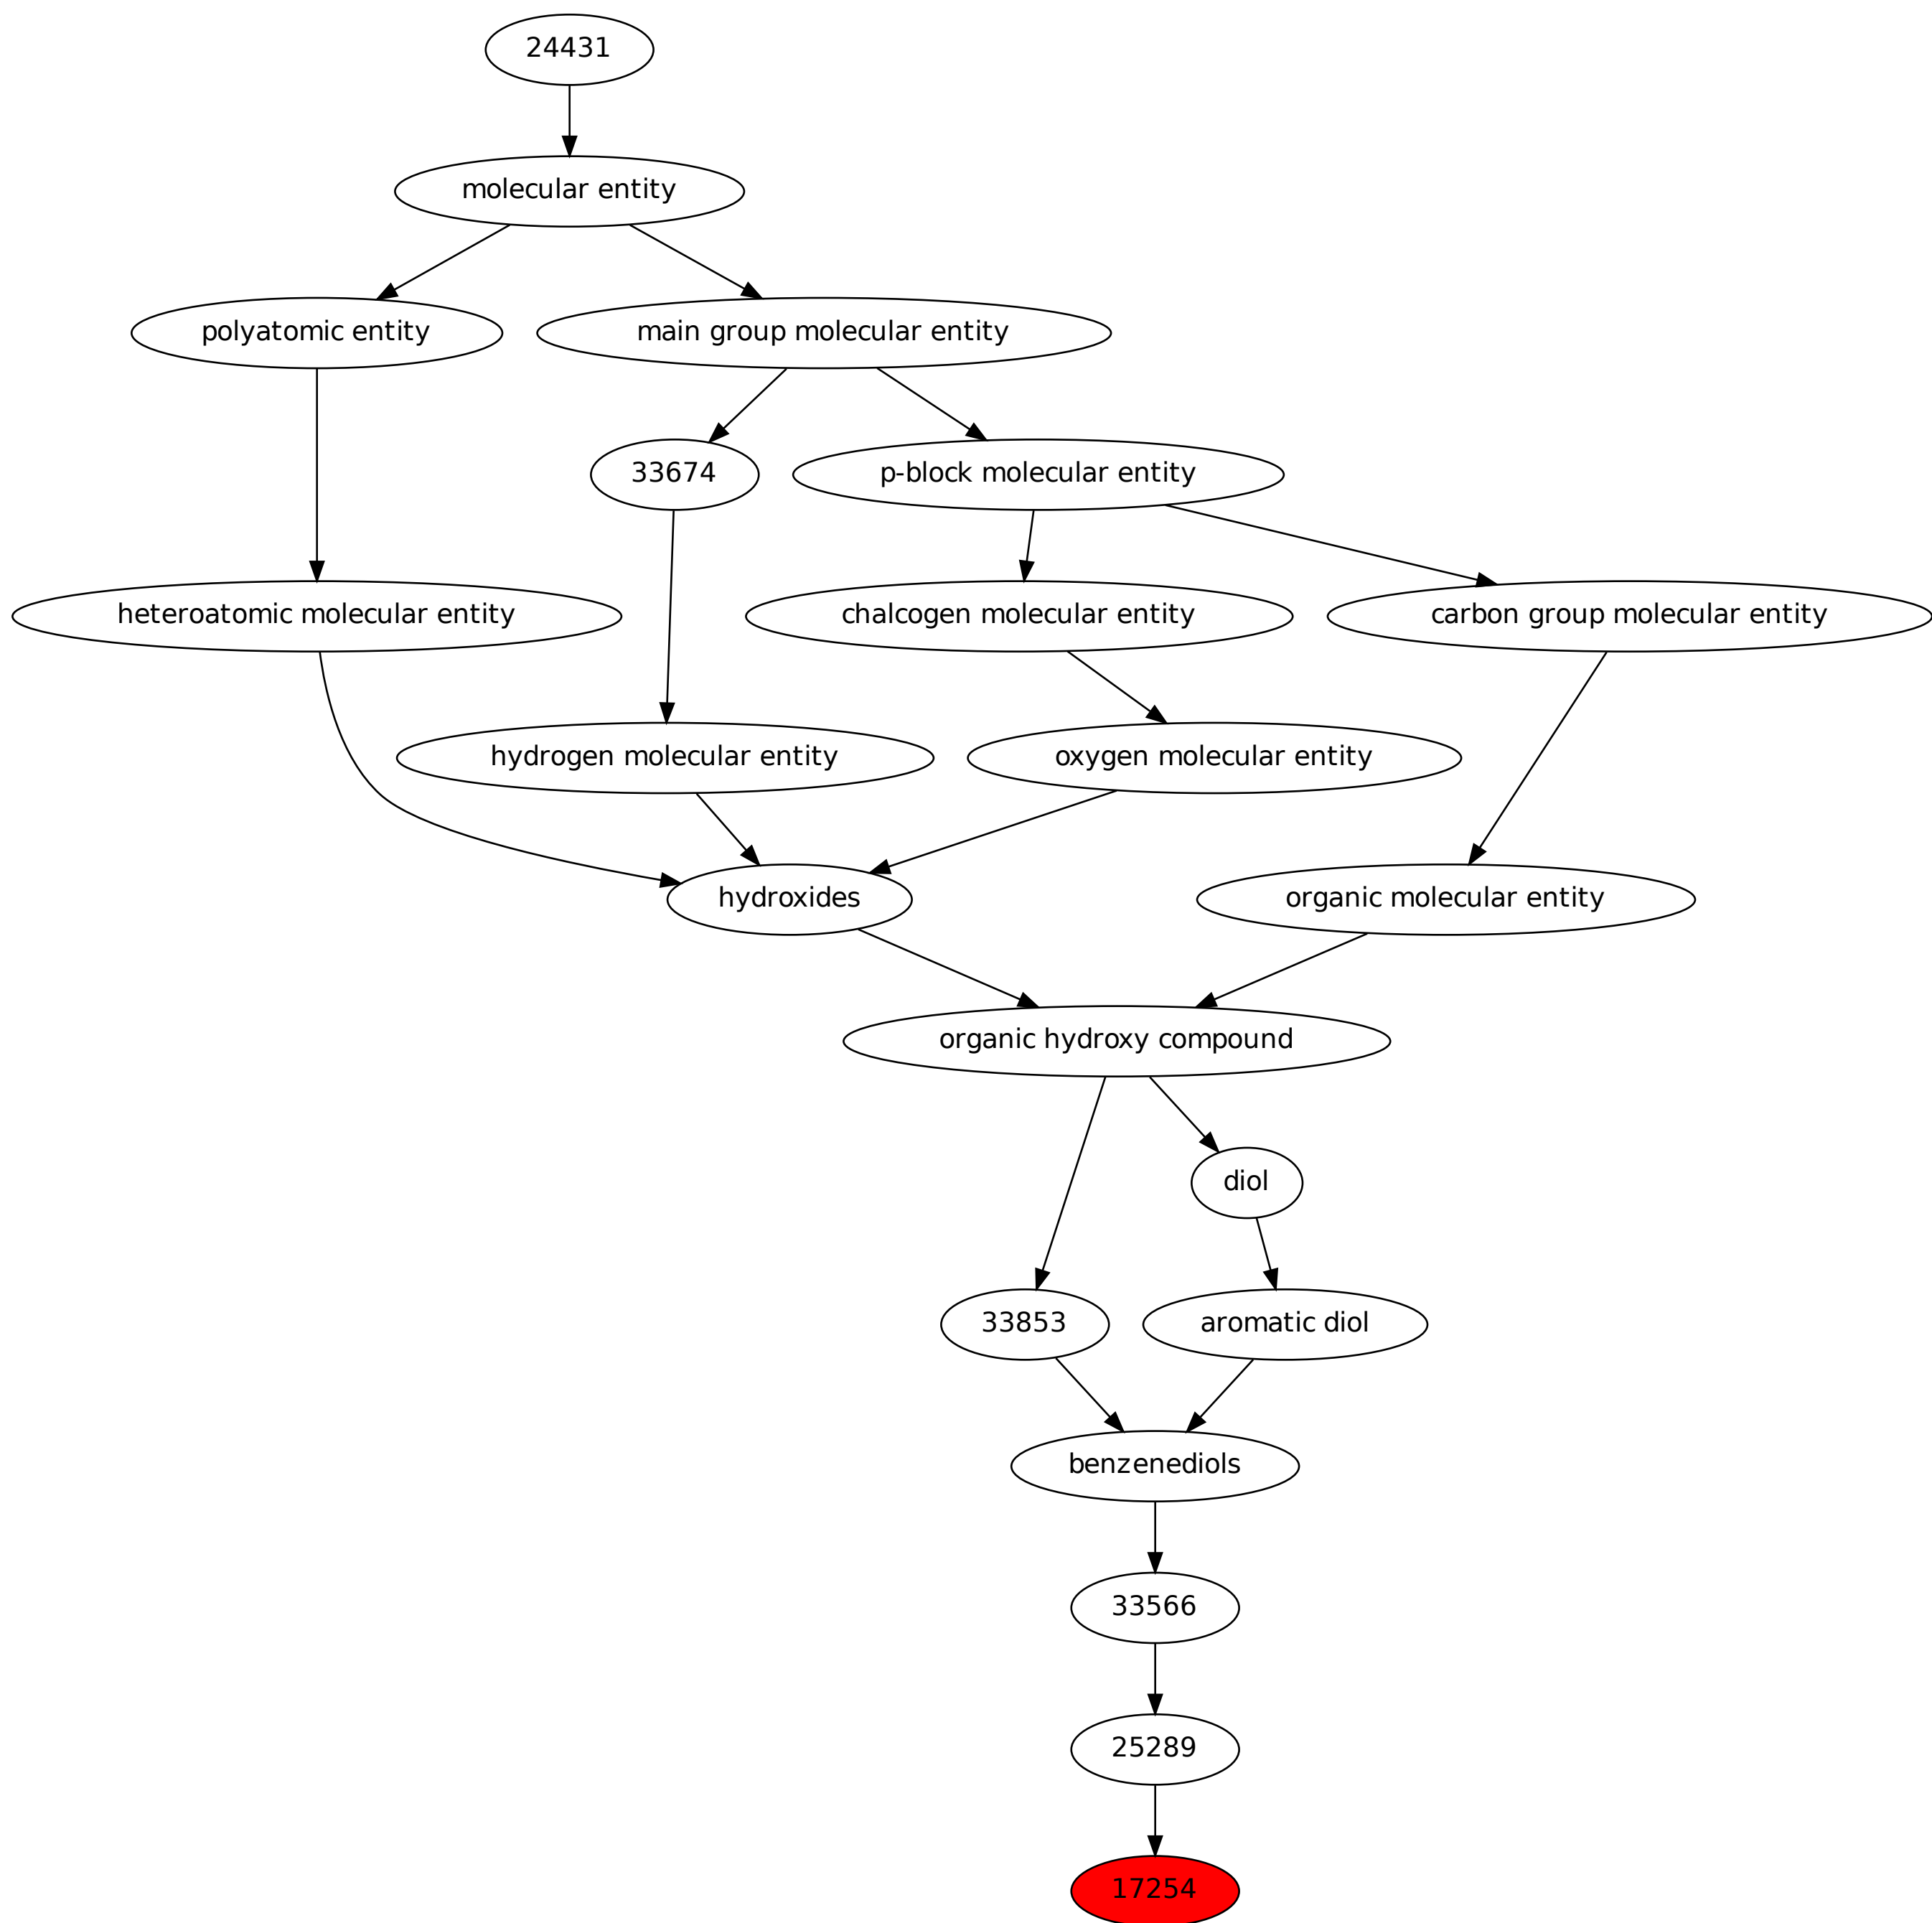 24431
molecular entity
polyatomic entity
main group molecular entity
33674
p-block molecular entity
heteroatomic molecular entity
chalcogen molecular entity
carbon group molecular entity
hydrogen molecular entity
oxygen molecular entity
hydroxides
organic molecular entity
organic hydroxy compound
diol
33853
aromatic diol
benzenediols
33566
25289
17254